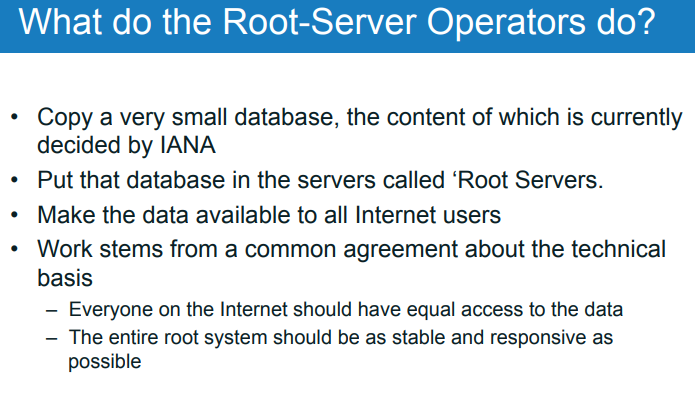 What do the Root-Server Operators do?
• Copy a very small database, the content of which is currently
decided by IANA
• Put that database in the servers called ‘Root Servers.
• Make the data available to all Internet users
• Work stems from a common agreement about the technical
basis
– Everyone on the Internet should have equal access to the data
– The entire root system should be as stable and responsive as
possible